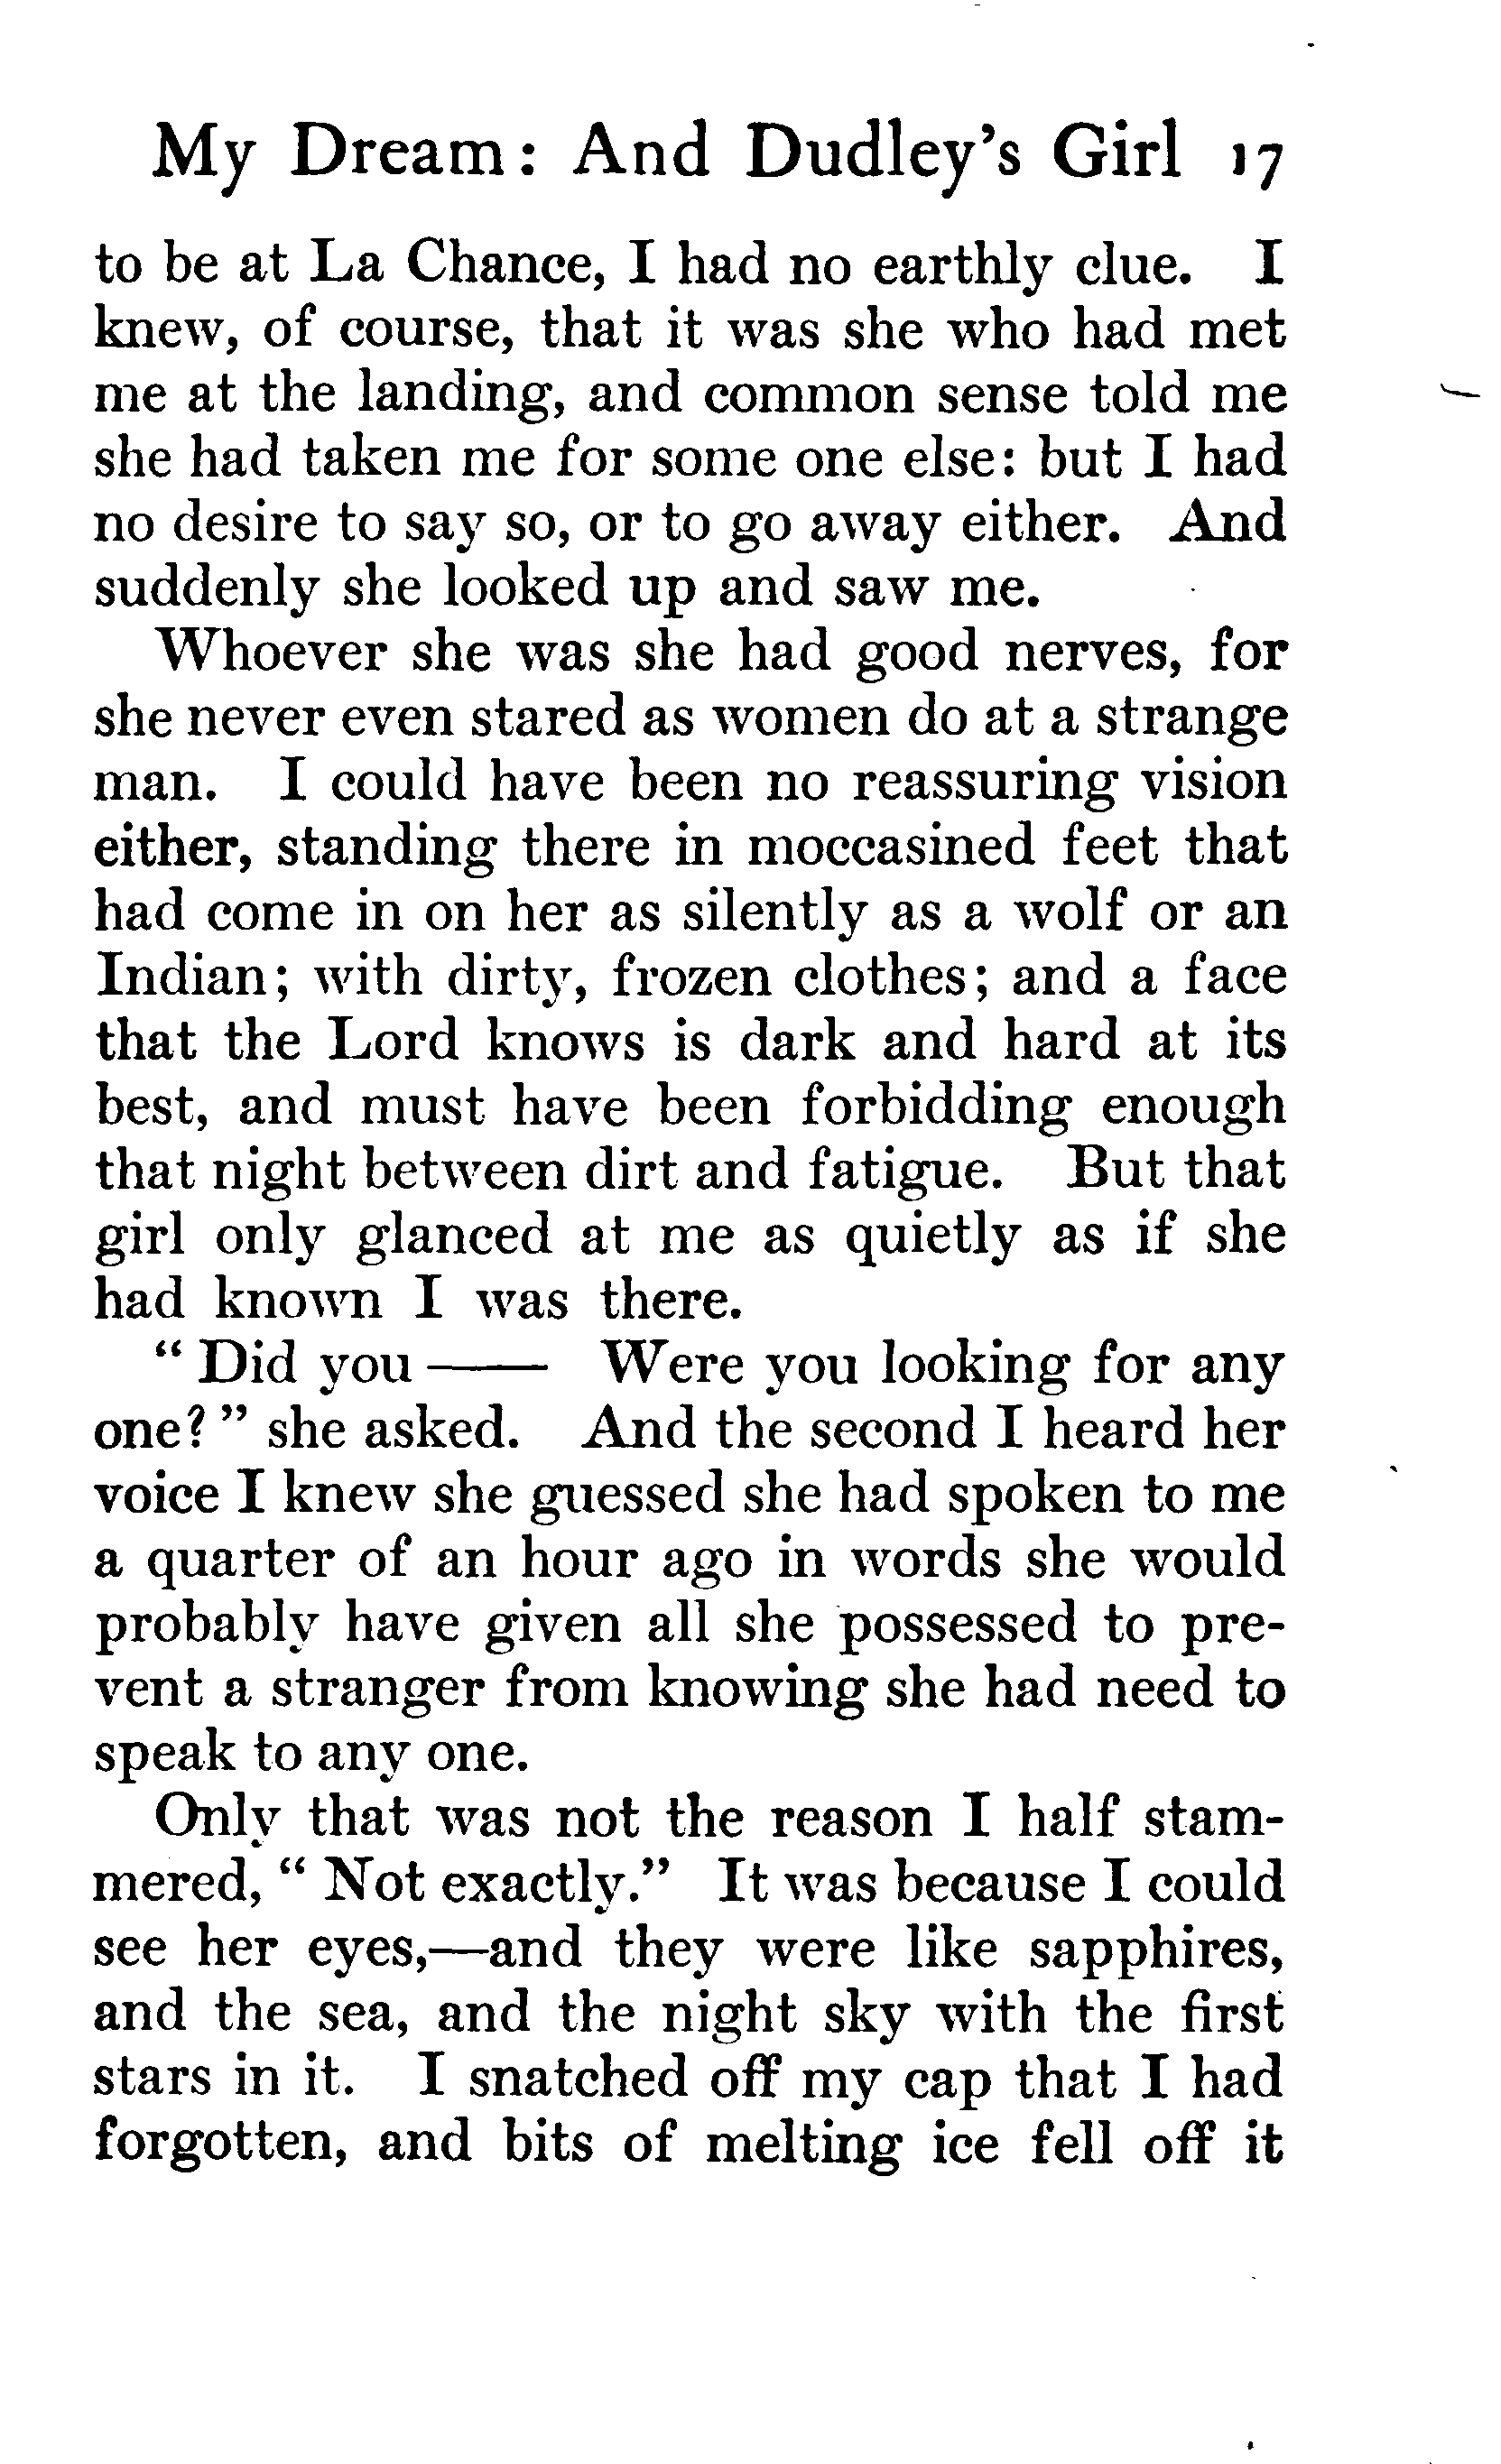 My Dream: And Dudley's Girl 17
to be at La Chance, I had no earthly clue. I
knew, of course, that it was she who had met
me at the landing, and common sense told me
she had taken me for some one else: but I had
no desire to say so, or to go away either. And
suddenly she looked up and saw me.
Whoever she was she had good nerves, for
she never even stared as women do at a strange
man. I could have been no reassuring vision
either, standing there in moccasined feet that
had come in on her as silently as a wolf or an
Indian; with dirty, frozen clothes; and a face
that the Lord knows is dark and hard at its
best, and must have been forbidding enough
that night between dirt and fatigue. But that
girl only glanced at me as quietly as if she
had known I was there.
" Did you —— Were you looking for any
one? " she asked. And the second I heard her
voice I knew she guessed she had spoken to me
a quarter of an hour ago in words she would
probably have given all she possessed to pre-
vent a stranger from knowing she had need to
speak to any one.
Only that was not the reason I half stam-
mered, " Not exactly." It was because I could
see her eyes,—and they were like sapphires,
and the sea, and the night sky with the first
stars in it. I snatched off my cap that I had
forgotten, and bits of melting ice fell off it